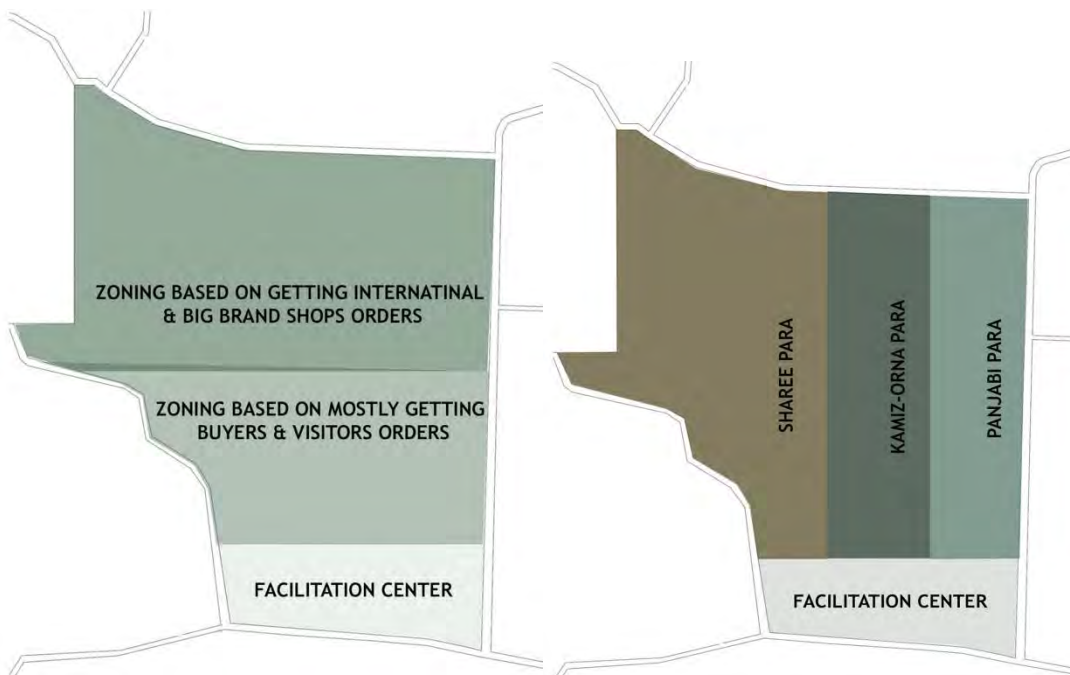 ZONING BASED ON GETTING INTERNATINAL
& BIG BRAND SHOPS ORDERS
ZONING BASED ON MOSTLY GETTING
BUYERS & VISITORS ORDERS
FACILITATION CENTER
SHAREE PARA
KAMIZ-ORNA PARA
PANJABI PARA
FACILITATION CENTER